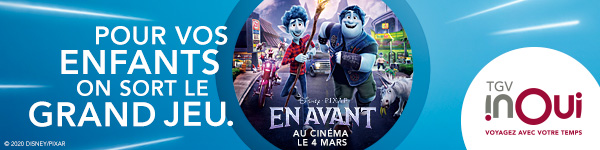 POUR VOS
ENFANTS
ON SORT LE
GRAND JEU.
© 2020 DISNEY/PIXAR
Disney · PIXAR
EN AVANT
AU CINÉMA
LE 4 MARS
TGV
inOui
VOYAGEZ AVEC VOTRE TEMPS